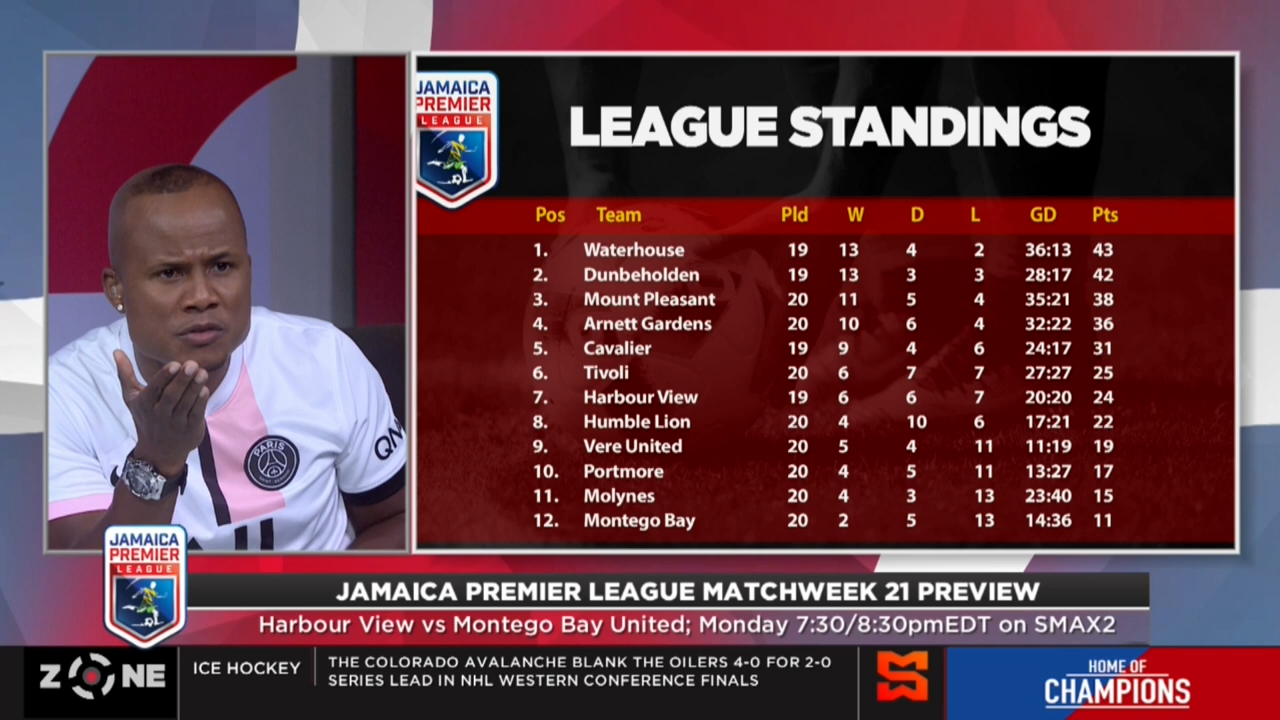 JAMAICA
PREMIER
LEAGUE
LEAGUE STANDINGS
Pos Team Pld W D L GD Pts
1. Waterhouse 19 13 4 2 36:13 43
2. Dunbeholden 19 13 3 3 28:17 42
3. Mount Pleasant 20 11 5 4 35:21 38
4. Arnett Gardens 20 10 6 4 32:22 36
5. Cavalier 19 9 4 6 24:17 31
6. Tivoli 20 6 7 7 27:27 25
7. Harbour View 19 6 6 7 20:20 24
8. Humble Lion 20 4 10 6 17:21 22
9. Vere United 20 5 4 11 11:19 19
10. Portmore 20 4 5 11 13:27 17
11. Molynes 20 4 3 13 23:40 15
12. Montego Bay 20 2 5 13 14:36 11
PARIS
QN
JAMAICA
PREMIER
LEAGUE
JAMAICA PREMIER LEAGUE MATCHWEEK 21 PREVIEW
Harbour View vs Montego Bay United; Monday 7:30/8:30pmEDT on SMAX2
ZONE
ICE HOCKEY
THE COLORADO AVALANCHE BLANK THE OILERS 4-0 FOR 2-0
SERIES LEAD IN NHL WESTERN CONFERENCE FINALS
HOME OF
CHAMPIONS